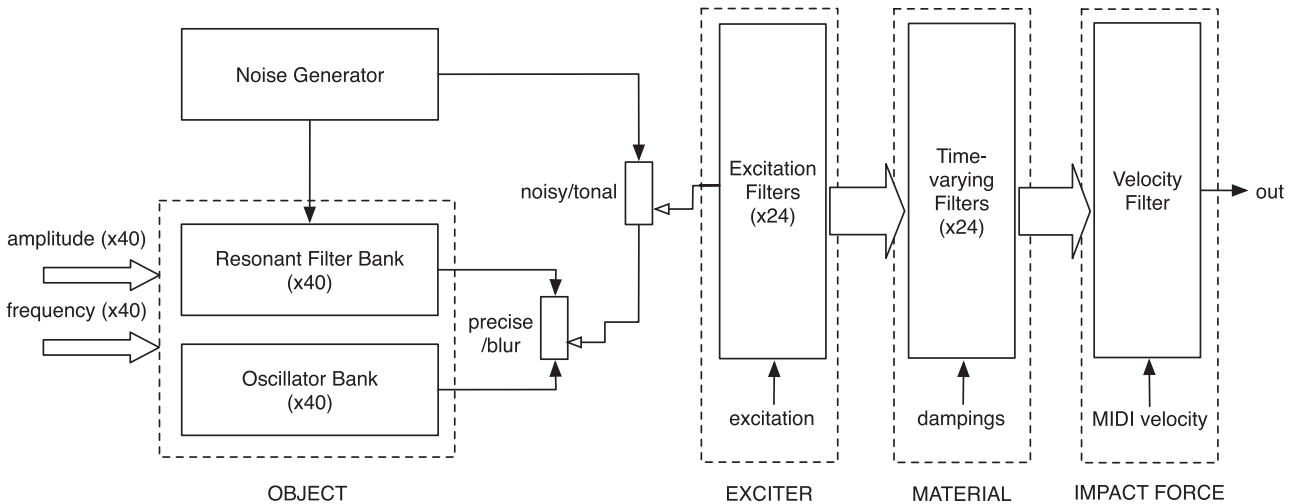 Noise Generator
amplitude (x40)
frequency (x40)
Resonant Filter Bank
(x40)
Oscillator Bank
(x40)
OBJECT
noisy/tonal
precise
/blur
Excitation
Filters
(x24)
excitation
EXCITER
Time-
varying
Filters
(x24)
dampings
MATERIAL
Velocity
Filter
MIDI velocity
IMPACT FORCE
out